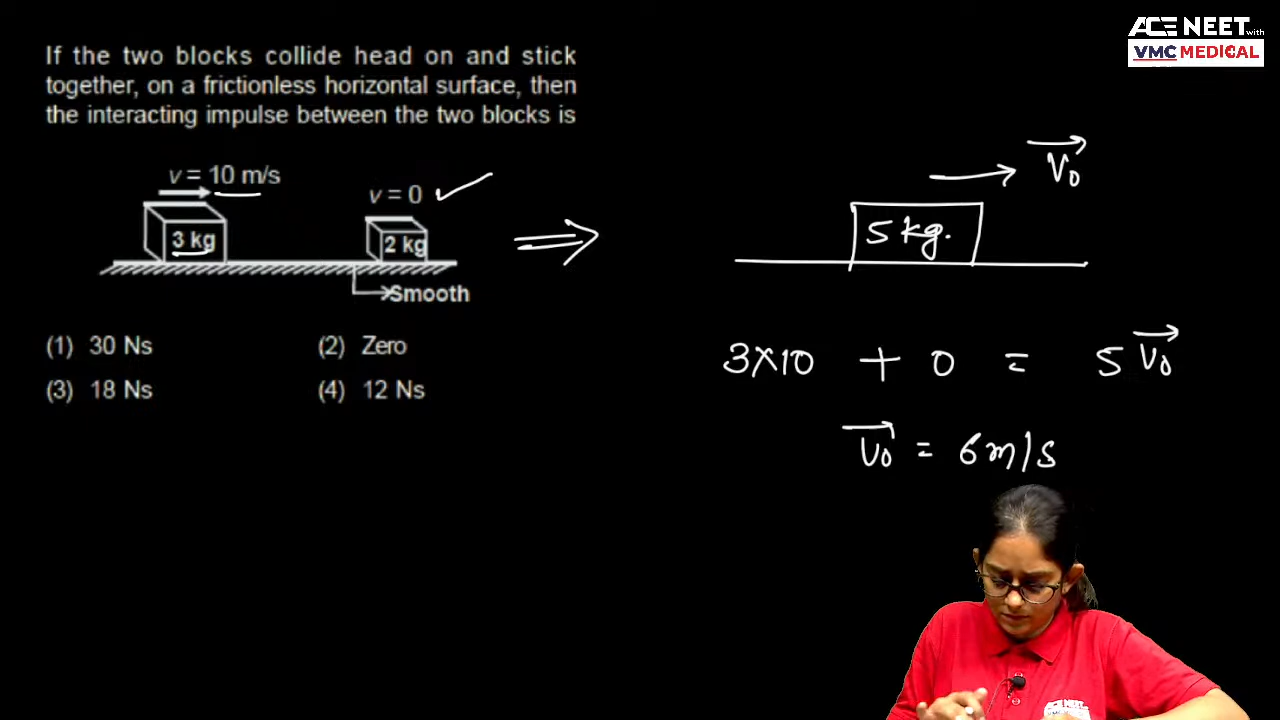 ACE NEET with
VMC MEDICAL
If the two blocks collide head on and stick
together, on a frictionless horizontal surface, then
the interacting impulse between the two blocks is
v = 10 m/s
v = 0
3 kg
2 kg
Smooth
(1) 30 Ns
(2) Zero
(3) 18 Ns
(4) 12 Ns
V₀
5 kg.
3×10 + 0 = 5 V₀
V₀ = 6 m/s